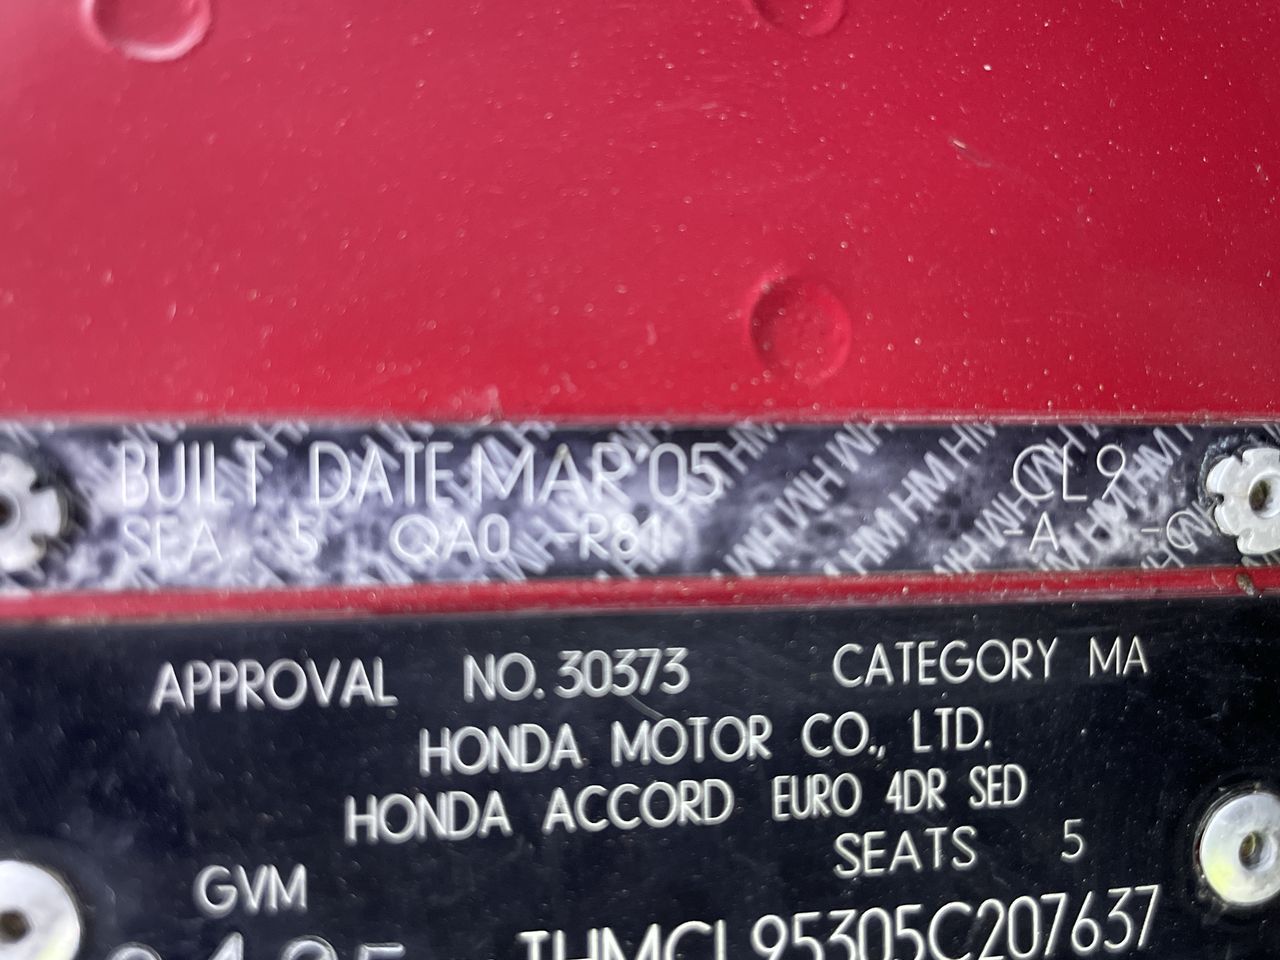 BUILT DATE MAR'05 CL9
SEA 5 QA0 -R81 -A -C
APPROVAL NO. 30373 CATEGORY MA
HONDA MOTOR CO., LTD.
HONDA ACCORD EURO 4DR SED
SEATS 5
GVM
JHMCL95305C207637